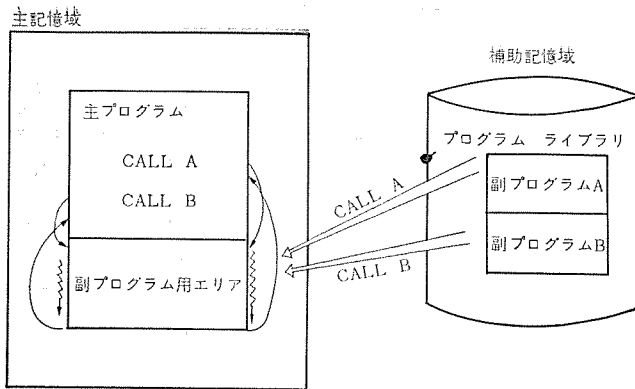 主記憶域
主プログラム
CALL A
CALL B
副プログラム用エリア
補助記憶域
プログラム ライブラリ
副プログラムA
副プログラムB
CALL A
CALL B